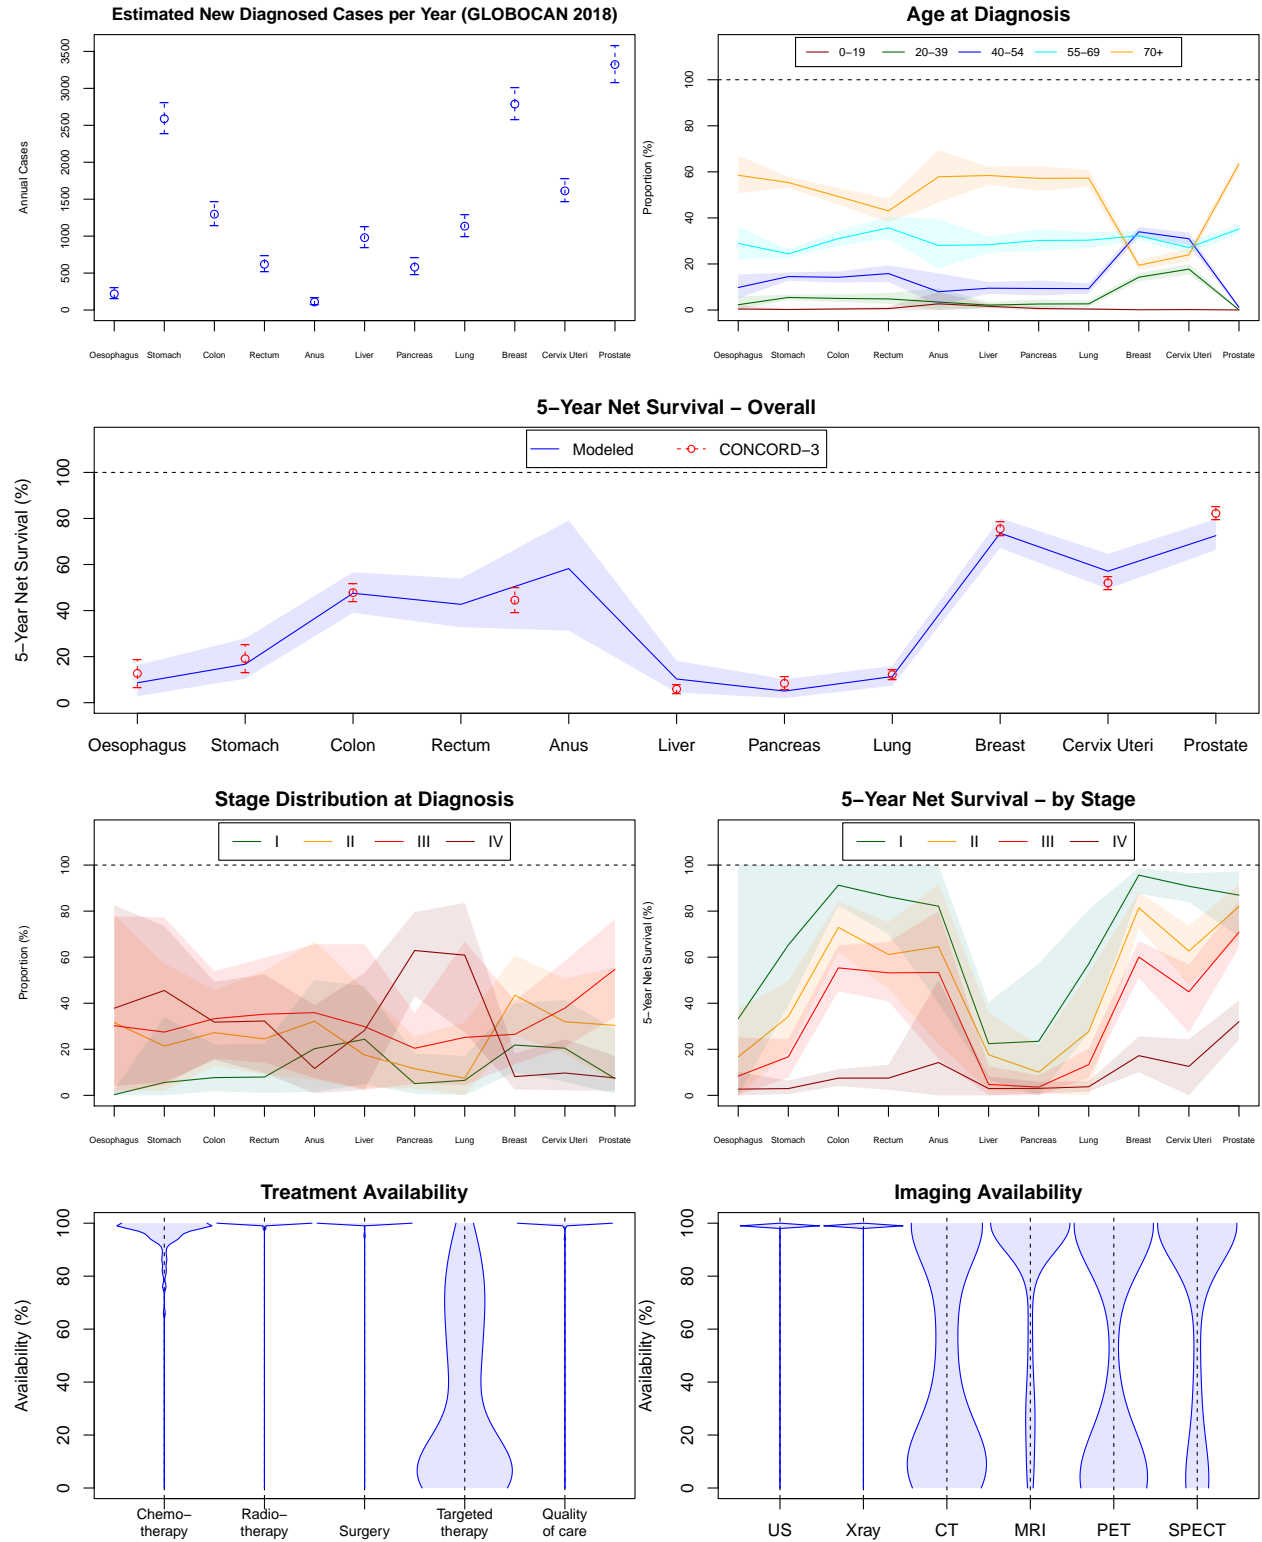 Estimated New Diagnosed Cases per Year (GLOBOCAN 2018)
Annual Cases
3500
3000
2500
2000
1500
1000
500
0
Oesophagus Stomach Colon Rectum Anus Liver Pancreas Lung Breast Cervix Uteri Prostate
Age at Diagnosis
0−19 20−39 40−54 55−69 70+
Proportion (%)
100
80
60
40
20
0
Oesophagus Stomach Colon Rectum Anus Liver Pancreas Lung Breast Cervix Uteri Prostate
5−Year Net Survival − Overall
Modeled CONCORD−3
5−Year Net Survival (%)
100
80
60
40
20
0
Oesophagus Stomach Colon Rectum Anus Liver Pancreas Lung Breast Cervix Uteri Prostate
Stage Distribution at Diagnosis
I II III IV
Proportion (%)
100
80
60
40
20
0
Oesophagus Stomach Colon Rectum Anus Liver Pancreas Lung Breast Cervix Uteri Prostate
5−Year Net Survival − by Stage
I II III IV
5−Year Net Survival (%)
100
80
60
40
20
0
Oesophagus Stomach Colon Rectum Anus Liver Pancreas Lung Breast Cervix Uteri Prostate
Treatment Availability
Availability (%)
100
80
60
40
20
0
Chemo−
therapy
Radio−
therapy
Surgery
Targeted
therapy
Quality
of care
Imaging Availability
Availability (%)
100
80
60
40
20
0
US Xray CT MRI PET SPECT